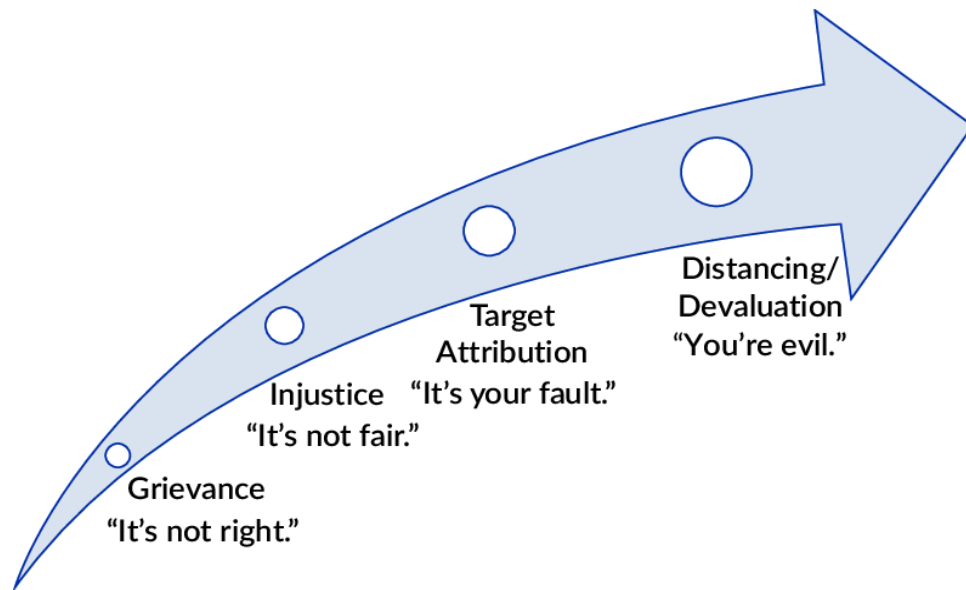 Grievance
“It’s not right.”
Injustice
“It’s not fair.”
Target
Attribution
“It’s your fault.”
Distancing/
Devaluation
“You’re evil.”